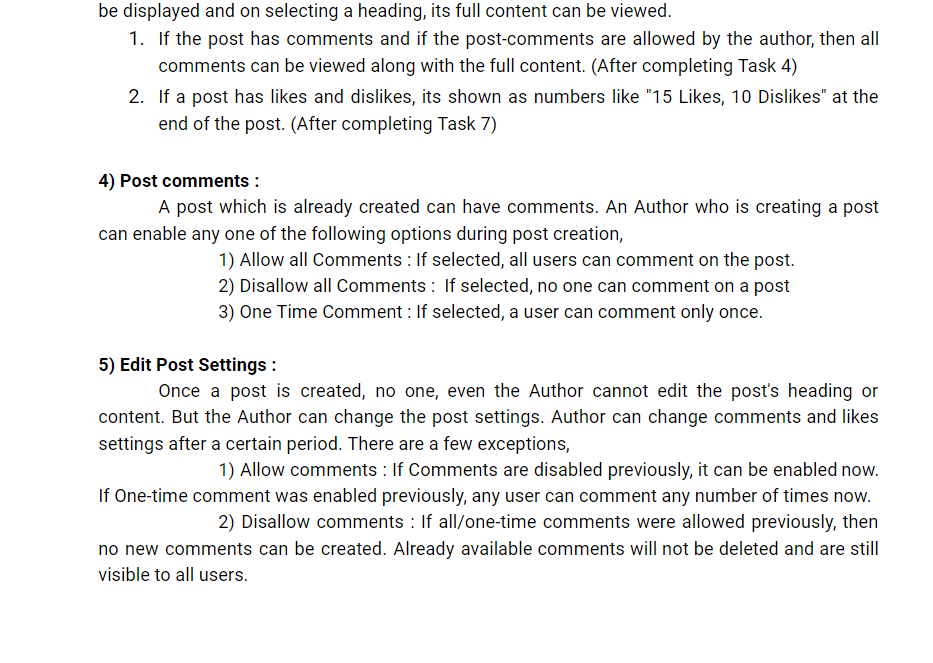 be displayed and on selecting a heading, its full content can be viewed.
1. If the post has comments and if the post-comments are allowed by the author, then all
comments can be viewed along with the full content. (After completing Task 4)
2. If a post has likes and dislikes, its shown as numbers like "15 Likes, 10 Dislikes" at the
end of the post. (After completing Task 7)
4) Post comments :
A post which is already created can have comments. An Author who is creating a post
can enable any one of the following options during post creation,
1) Allow all Comments : If selected, all users can comment on the post.
2) Disallow all Comments : If selected, no one can comment on a post
3) One Time Comment : If selected, a user can comment only once.
5) Edit Post Settings :
Once a post is created, no one, even the Author cannot edit the post's heading or
content. But the Author can change the post settings. Author can change comments and likes
settings after a certain period. There are a few exceptions,
1) Allow comments : If Comments are disabled previously, it can be enabled now.
If One-time comment was enabled previously, any user can comment any number of times now.
2) Disallow comments : If all/one-time comments were allowed previously, then
no new comments can be created. Already available comments will not be deleted and are still
visible to all users.